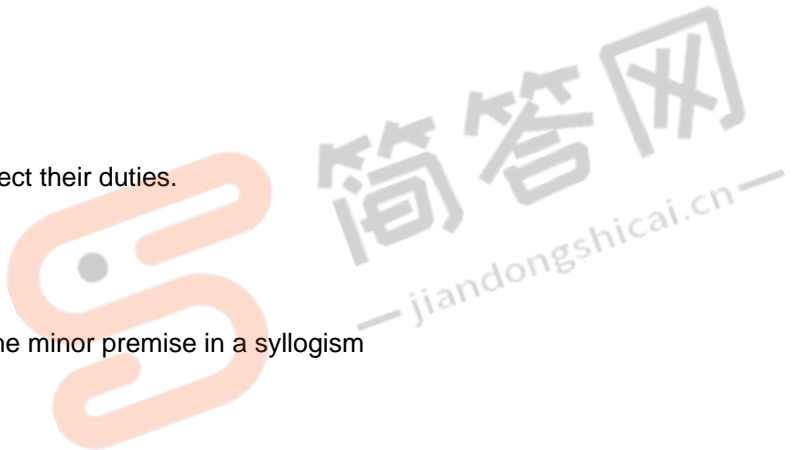 简答网
ect their duties.
jiandongshicai.cn
ne minor premise in a syllogism